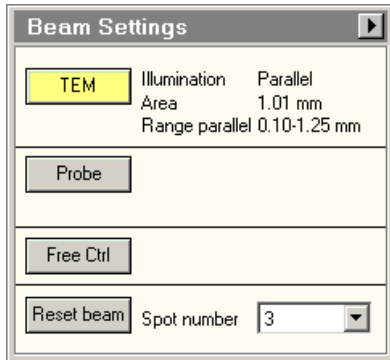 Beam Settings
TEM Illumination Parallel
Area 1.01 mm
Range parallel 0.10-1.25 mm
Probe
Free Ctrl
Reset beam Spot number 3